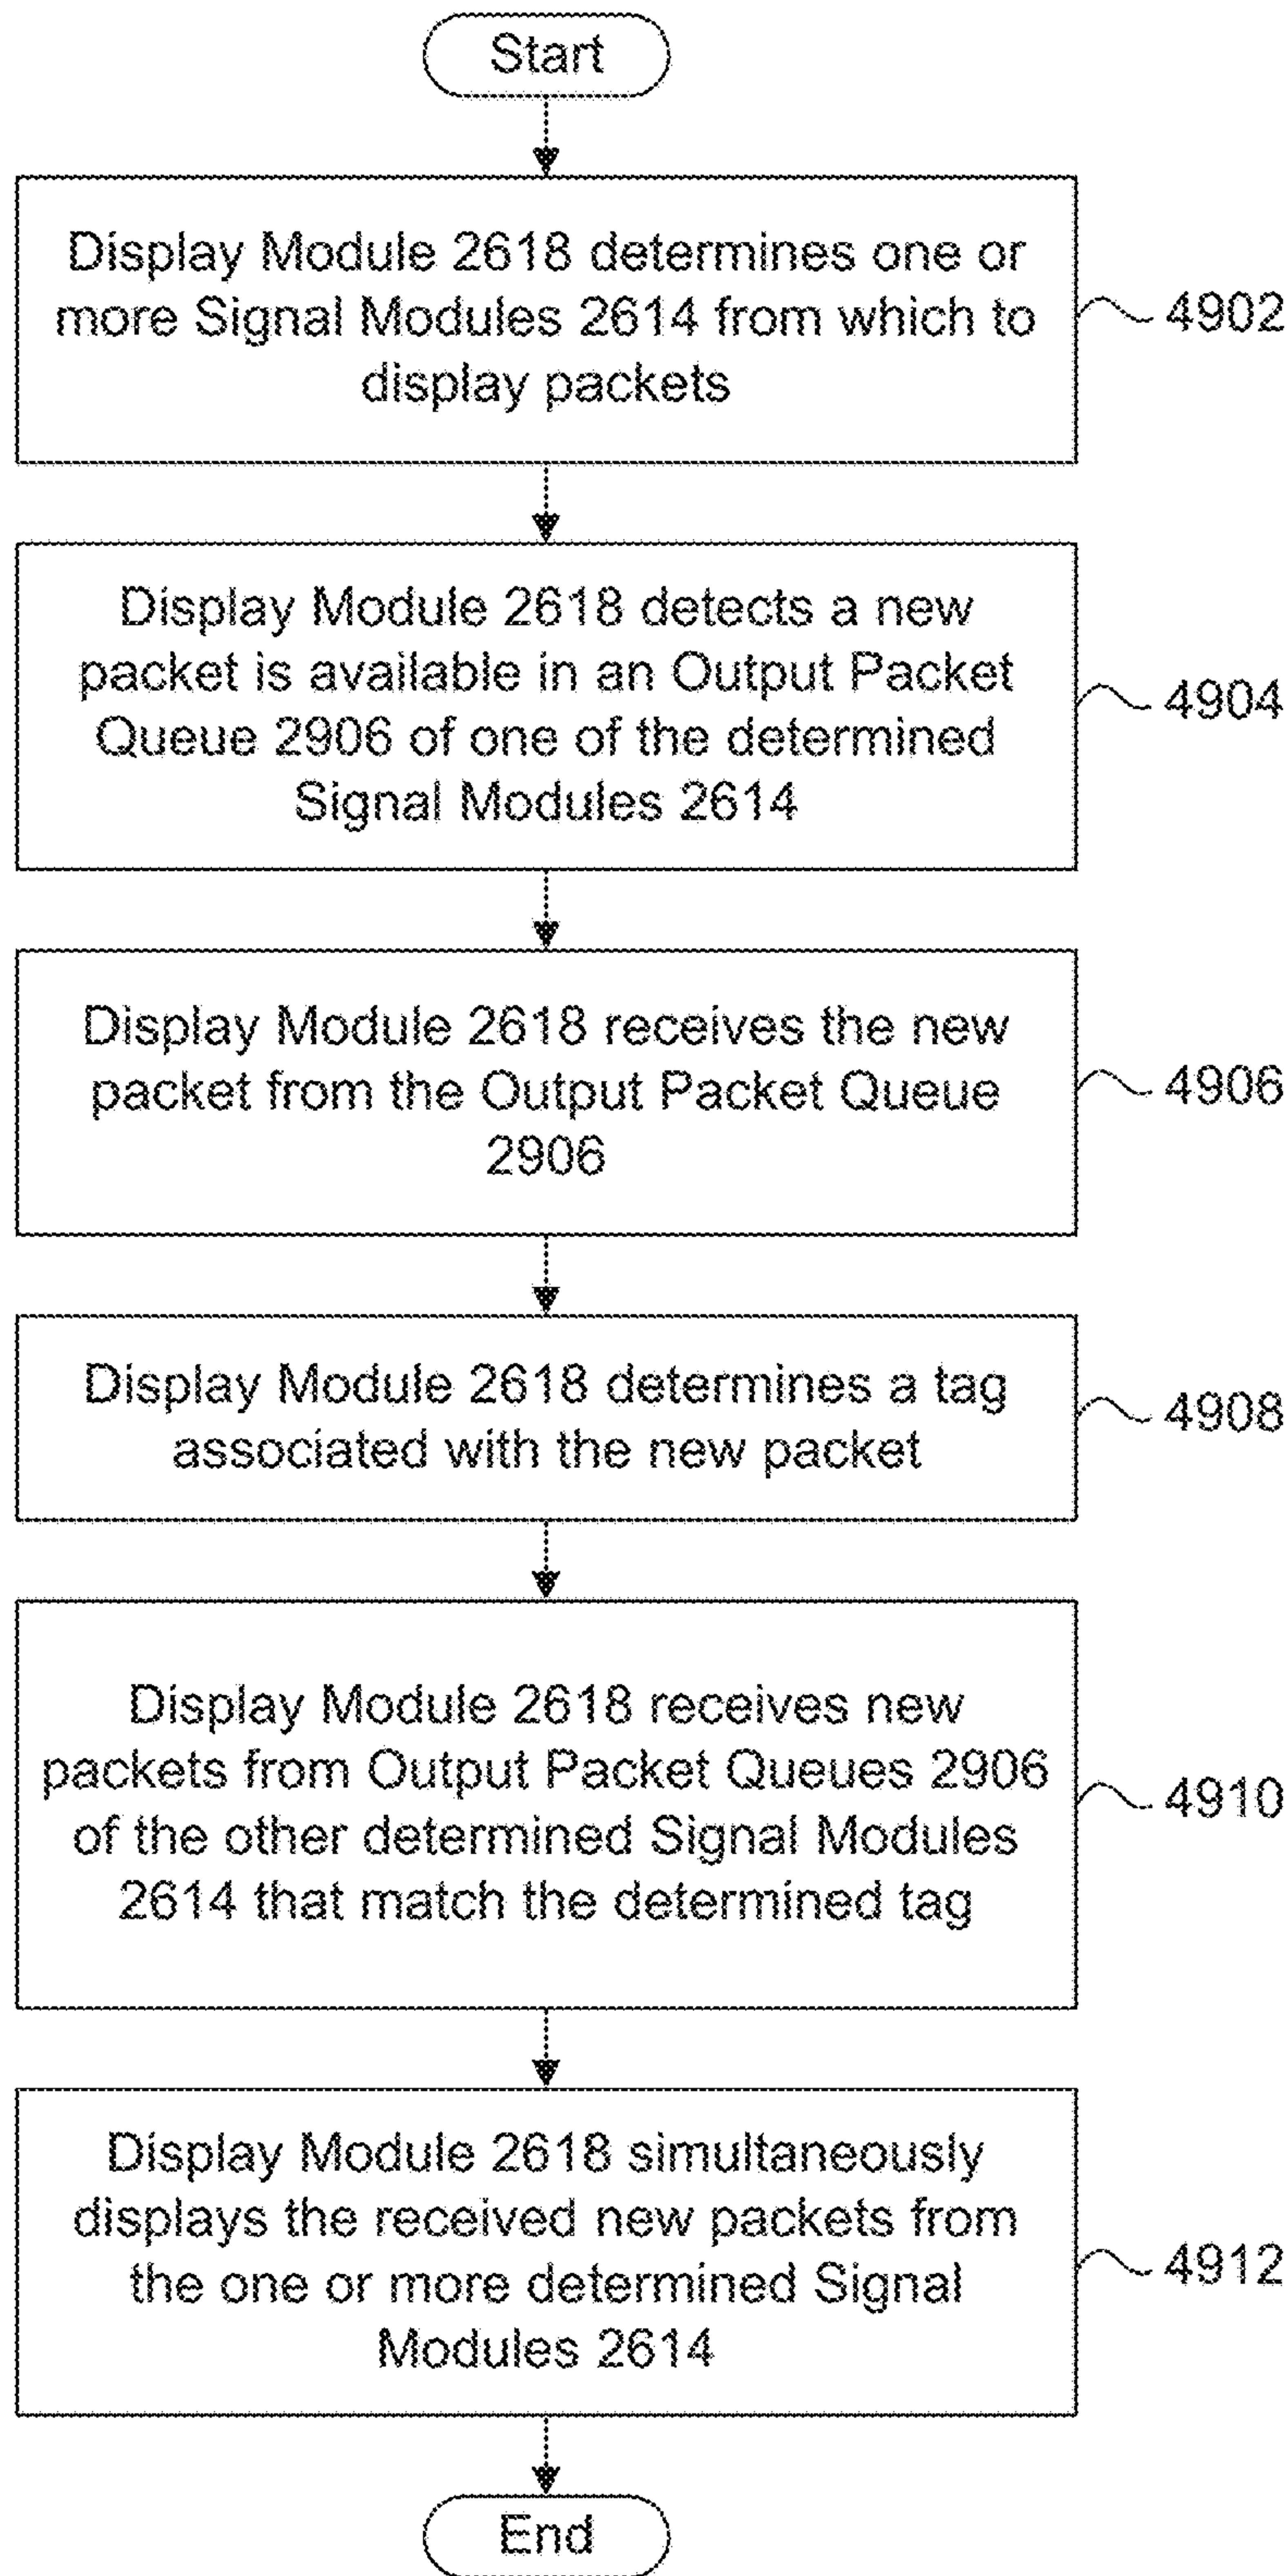 Start
Display Module 2618 determines one or
more Signal Modules 2614 from which to
display packets
4902
Display Module 2618 detects a new
packet is available in an Output Packet
Queue 2906 of one of the determined
Signal Modules 2614
4904
Display Module 2618 receives the new
packet from the Output Packet Queue
2906
4906
Display Module 2618 determines a tag
associated with the new packet
4908
Display Module 2618 receives new
packets from Output Packet Queues 2906
of the other determined Signal Modules
2614 that match the determined tag
4910
Display Module 2618 simultaneously
displays the received new packets from
the one or more determined Signal
Modules 2614
4912
End